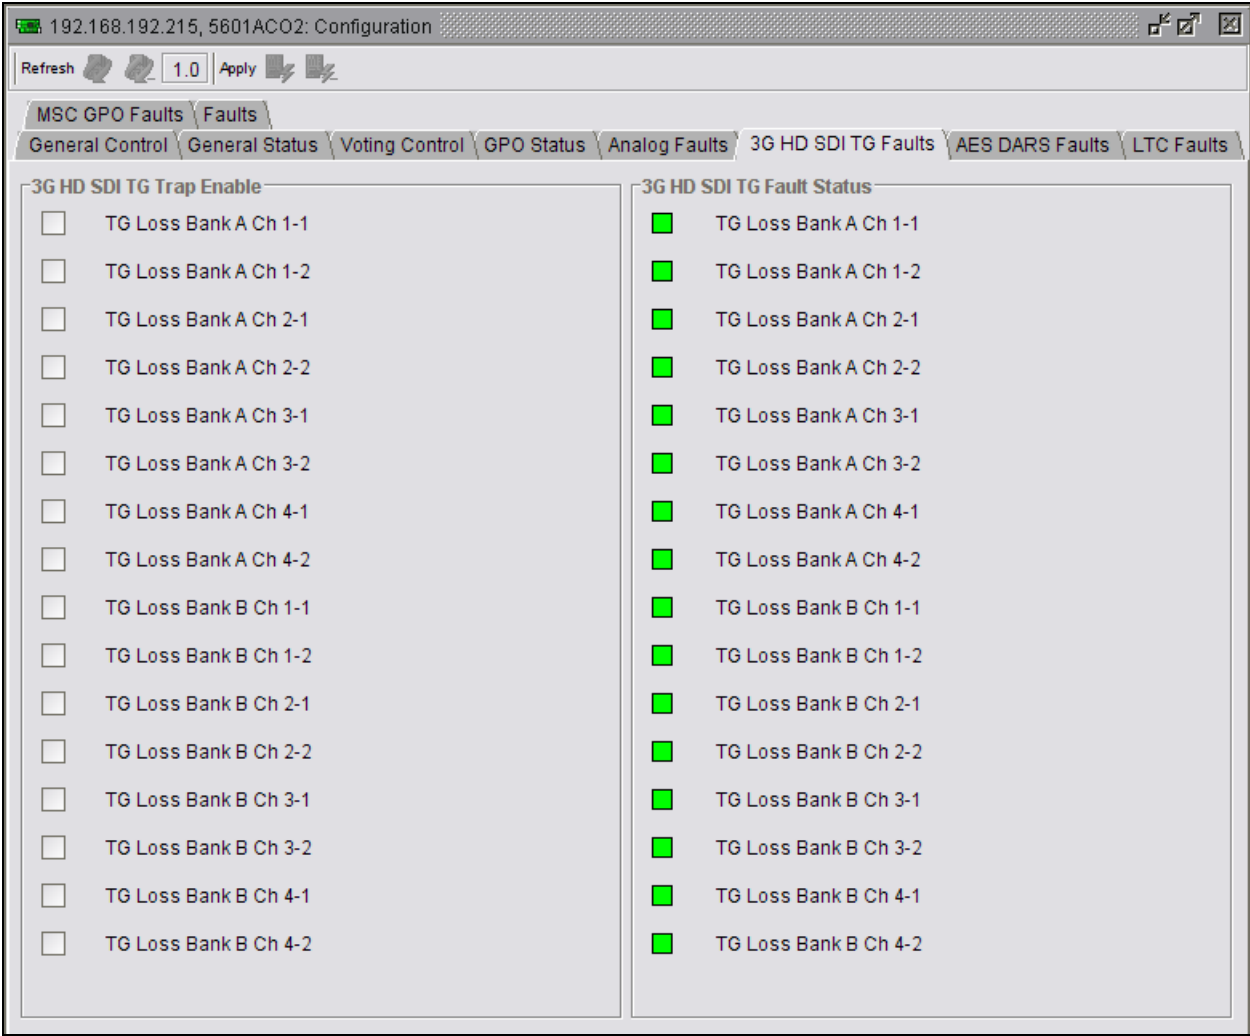 192.168.192.215, 5601ACO2: Configuration
Refresh 1.0 Apply
MSC GPO Faults Faults
General Control General Status Voting Control GPO Status Analog Faults 3G HD SDI TG Faults AES DARS Faults LTC Faults
3G HD SDI TG Trap Enable
TG Loss Bank A Ch 1-1
TG Loss Bank A Ch 1-2
TG Loss Bank A Ch 2-1
TG Loss Bank A Ch 2-2
TG Loss Bank A Ch 3-1
TG Loss Bank A Ch 3-2
TG Loss Bank A Ch 4-1
TG Loss Bank A Ch 4-2
TG Loss Bank B Ch 1-1
TG Loss Bank B Ch 1-2
TG Loss Bank B Ch 2-1
TG Loss Bank B Ch 2-2
TG Loss Bank B Ch 3-1
TG Loss Bank B Ch 3-2
TG Loss Bank B Ch 4-1
TG Loss Bank B Ch 4-2
3G HD SDI TG Fault Status
TG Loss Bank A Ch 1-1
TG Loss Bank A Ch 1-2
TG Loss Bank A Ch 2-1
TG Loss Bank A Ch 2-2
TG Loss Bank A Ch 3-1
TG Loss Bank A Ch 3-2
TG Loss Bank A Ch 4-1
TG Loss Bank A Ch 4-2
TG Loss Bank B Ch 1-1
TG Loss Bank B Ch 1-2
TG Loss Bank B Ch 2-1
TG Loss Bank B Ch 2-2
TG Loss Bank B Ch 3-1
TG Loss Bank B Ch 3-2
TG Loss Bank B Ch 4-1
TG Loss Bank B Ch 4-2